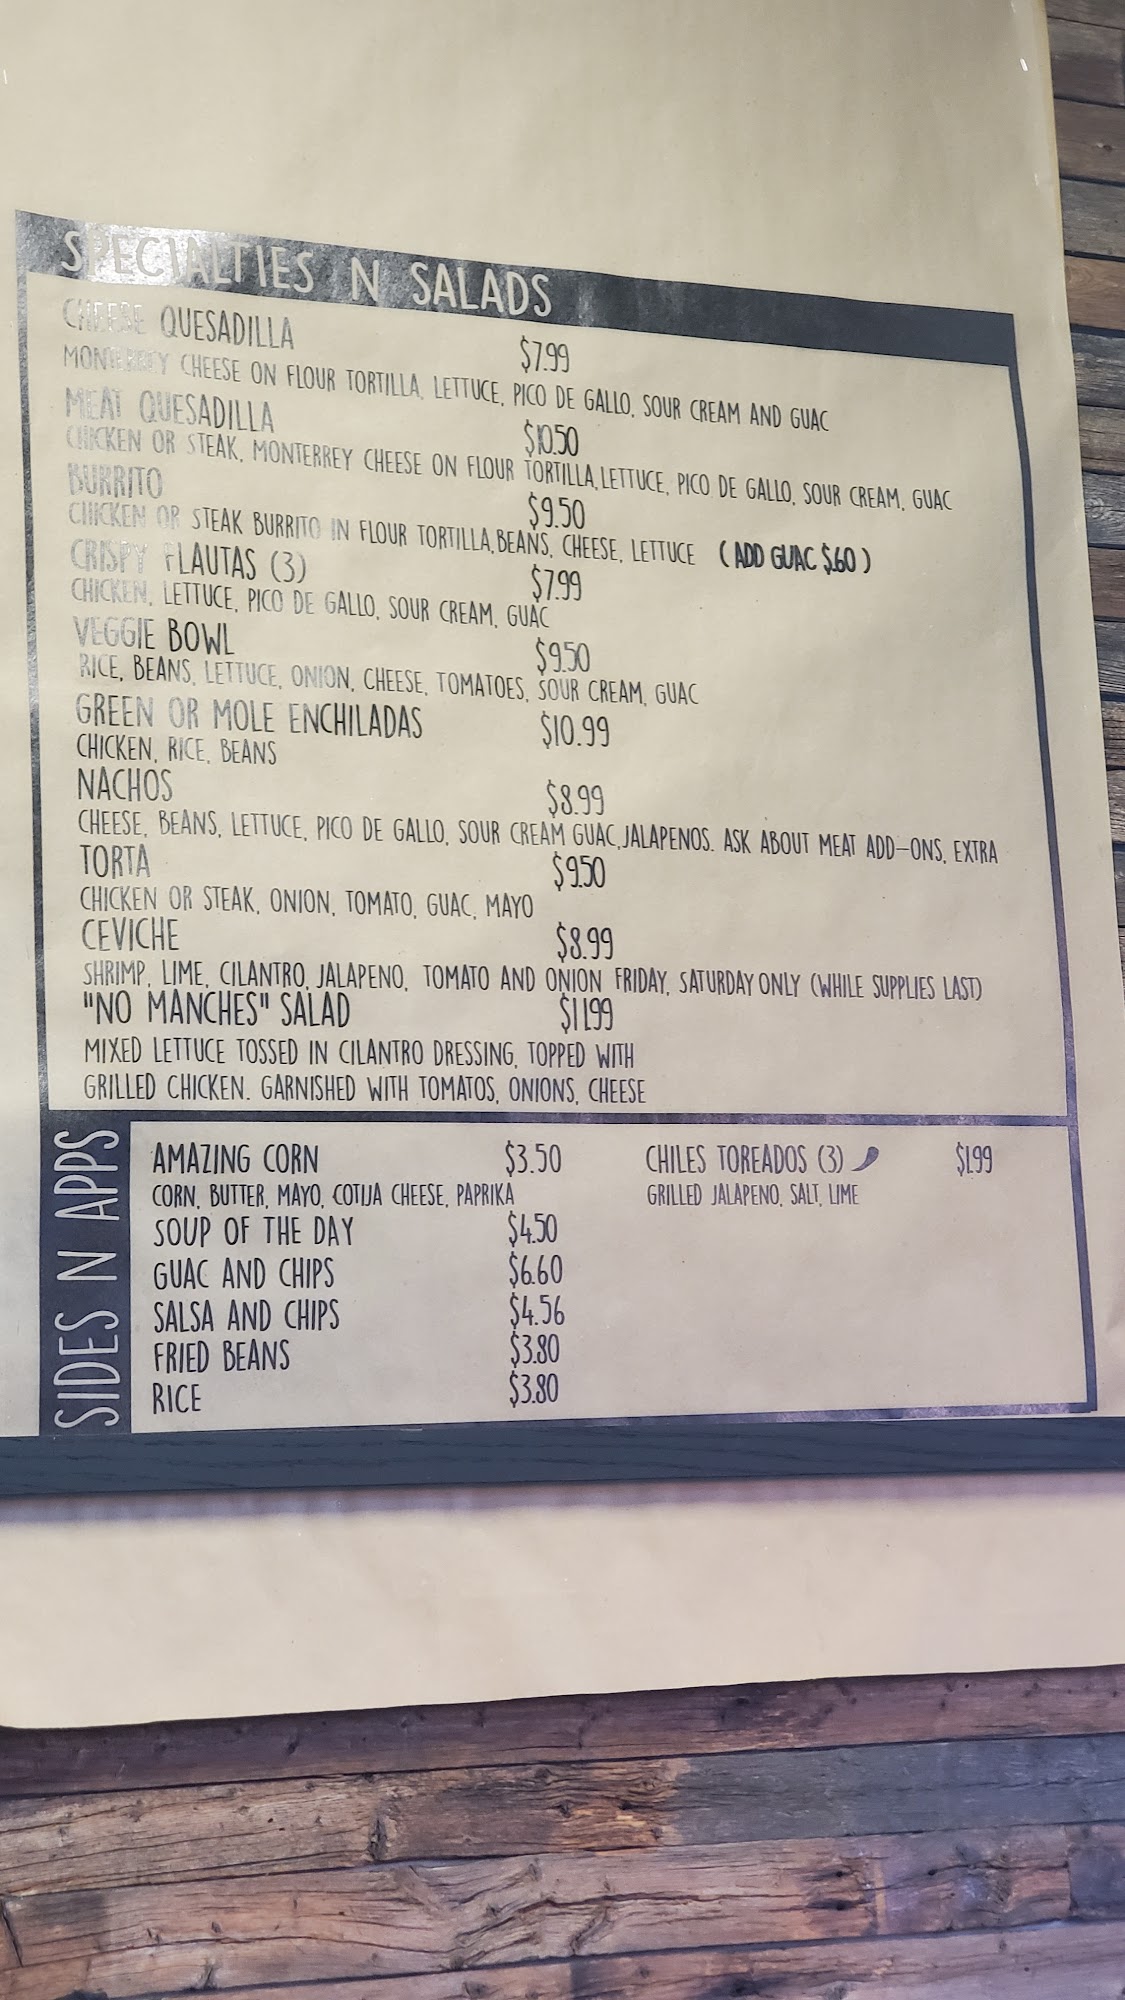 SPECIALTIES N SALADS
CHEESE QUESADILLA $7.99
MONTERREY CHEESE ON FLOUR TORTILLA, LETTUCE, PICO DE GALLO, SOUR CREAM AND GUAC
MEAT QUESADILLA $10.50
CHICKEN OR STEAK, MONTERREY CHEESE ON FLOUR TORTILLA, LETTUCE, PICO DE GALLO, SOUR CREAM, GUAC
BURRITO $9.50
CHICKEN OR STEAK BURRITO IN FLOUR TORTILLA, BEANS, CHEESE, LETTUCE (ADD GUAC $.60)
CRISPY FLAUTAS (3) $7.99
CHICKEN, LETTUCE, PICO DE GALLO, SOUR CREAM, GUAC
VEGGIE BOWL $9.50
RICE, BEANS, LETTUCE, ONION, CHEESE, TOMATOES, SOUR CREAM, GUAC
GREEN OR MOLE ENCHILADAS $10.99
CHICKEN, RICE, BEANS
NACHOS $8.99
CHEESE, BEANS, LETTUCE, PICO DE GALLO, SOUR CREAM GUAC, JALAPENOS. ASK ABOUT MEAT ADD-ONS, EXTRA
TORTA $9.50
CHICKEN OR STEAK, ONION, TOMATO, GUAC, MAYO
CEVICHE $8.99
SHRIMP, LIME, CILANTRO, JALAPENO, TOMATO AND ONION FRIDAY, SATURDAY ONLY (WHILE SUPPLIES LAST)
"NO MANCHES" SALAD $11.99
MIXED LETTUCE TOSSED IN CILANTRO DRESSING, TOPPED WITH
GRILLED CHICKEN. GARNISHED WITH TOMATOS, ONIONS, CHEESE
SIDES N APPS
AMAZING CORN $3.50
CORN, BUTTER, MAYO, COTIJA CHEESE, PAPRIKA
SOUP OF THE DAY $4.50
GUAC AND CHIPS $6.60
SALSA AND CHIPS $4.56
FRIED BEANS $3.80
RICE $3.80
CHILES TOREADOS (3) $1.99
GRILLED JALAPENO, SALT, LIME